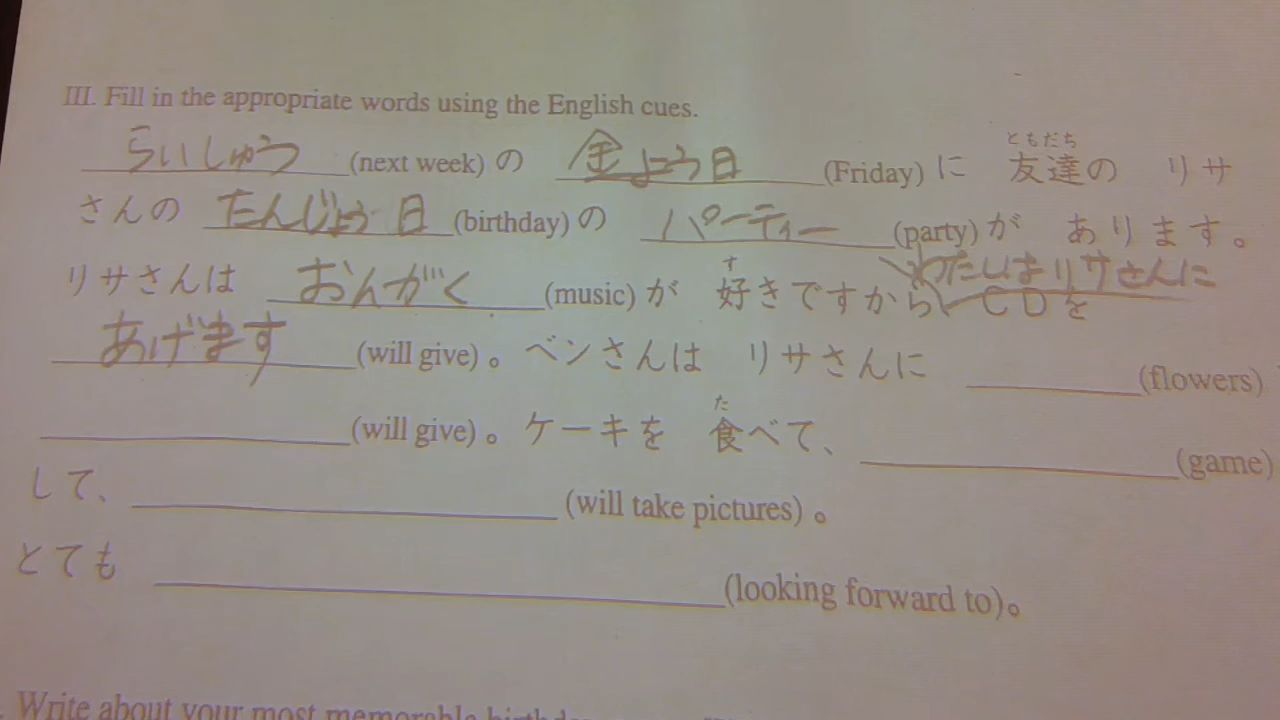 III. Fill in the appropriate words using the English cues.
らいしゅう (next week) の 金よう日 (Friday) に 友達の リサ
ともだち
さんの たんじょう日 (birthday) の パーティー (party) が あります。
リサさんは おんがく (music) が 好きですから わたしはリサさんに CDを
す
あげます (will give) 。ベンさんは リサさんに (flowers)
(will give) 。ケーキを 食べて、 (game)
た
して、 (will take pictures) 。
とても (looking forward to)。
Write about your most memorable